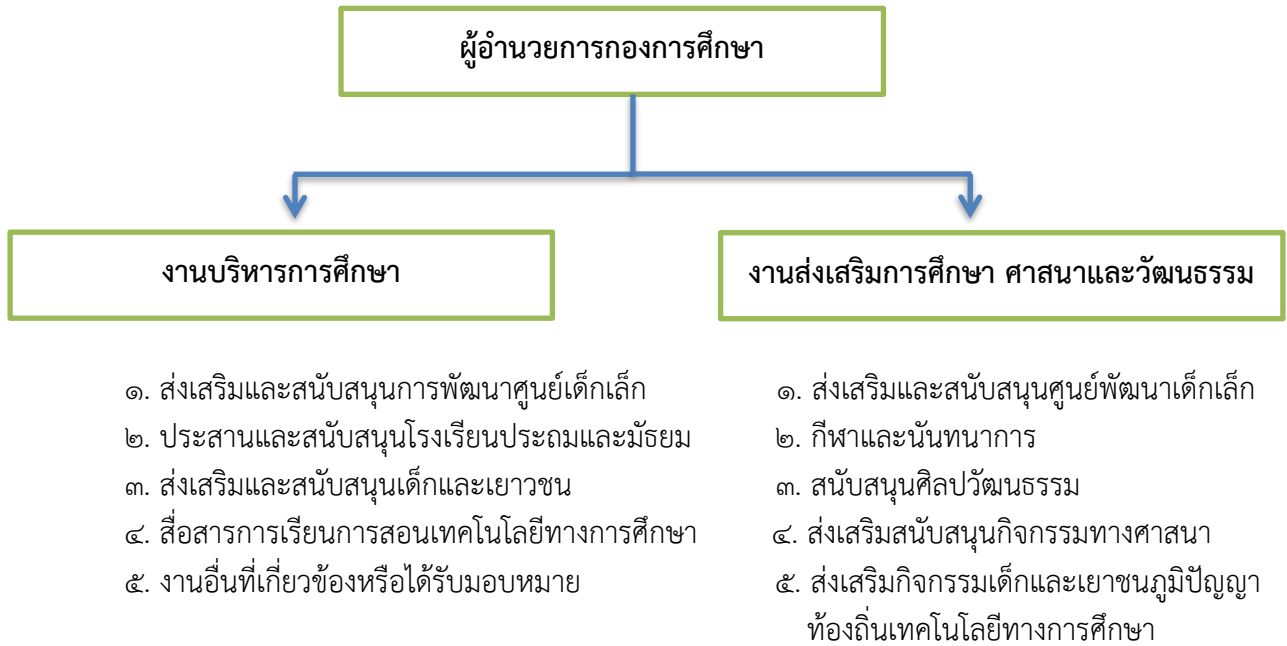 ผู้อำนวยการกองการศึกษา
งานบริหารการศึกษา
งานส่งเสริมการศึกษา ศาสนาและวัฒนธรรม
๑. ส่งเสริมและสนับสนุนการพัฒนาศูนย์เด็กเล็ก
๒. ประสานและสนับสนุนโรงเรียนประถมและมัธยม
๓. ส่งเสริมและสนับสนุนเด็กและเยาวชน
๔. สื่อสารการเรียนการสอนเทคโนโลยีทางการศึกษา
๕. งานอื่นที่เกี่ยวข้องหรือได้รับมอบหมาย
๑. ส่งเสริมและสนับสนุนศูนย์พัฒนาเด็กเล็ก
๒. กีฬาและนันทนาการ
๓. สนับสนุนศิลปวัฒนธรรม
๔. ส่งเสริมสนับสนุนกิจกรรมทางศาสนา
๕. ส่งเสริมกิจกรรมเด็กและเยาชนภูมิปัญญา
ท้องถิ่นเทคโนโลยีทางการศึกษา